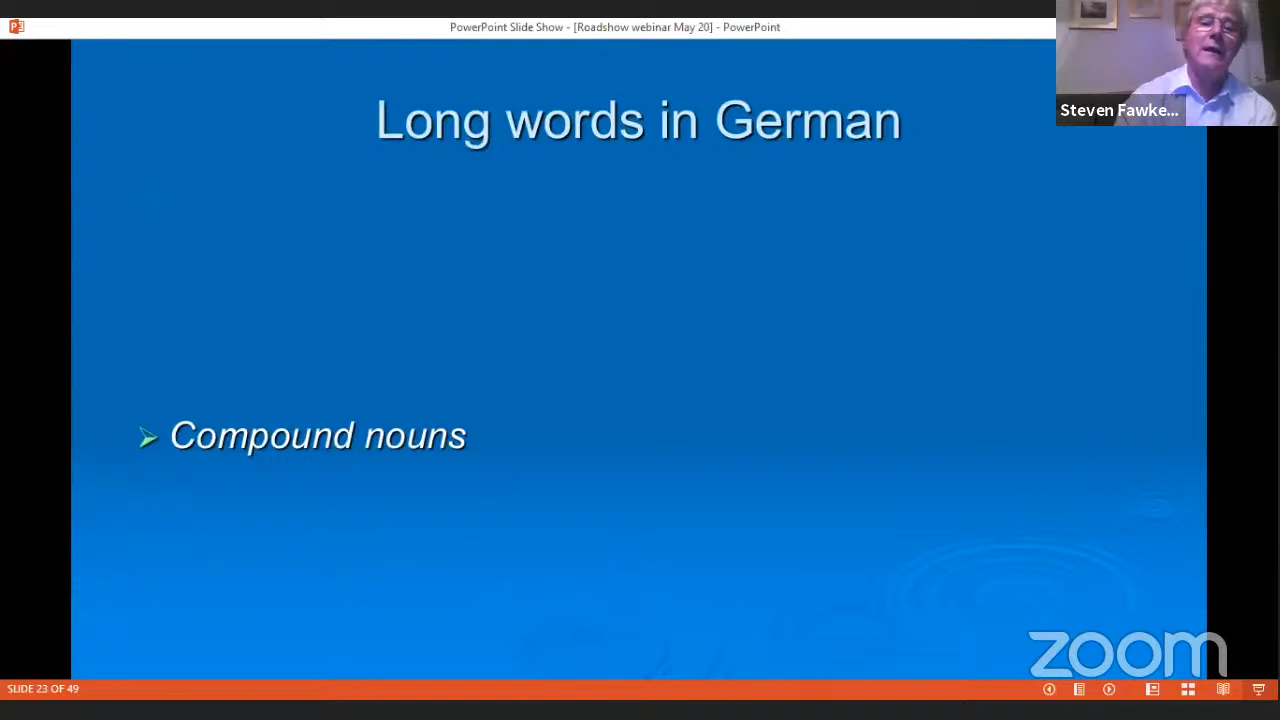 PowerPoint Slide Show - [Roadshow webinar May 20] - PowerPoint
Steven Fawke...
Long words in German
Compound nouns
zoom
SLIDE 23 OF 49